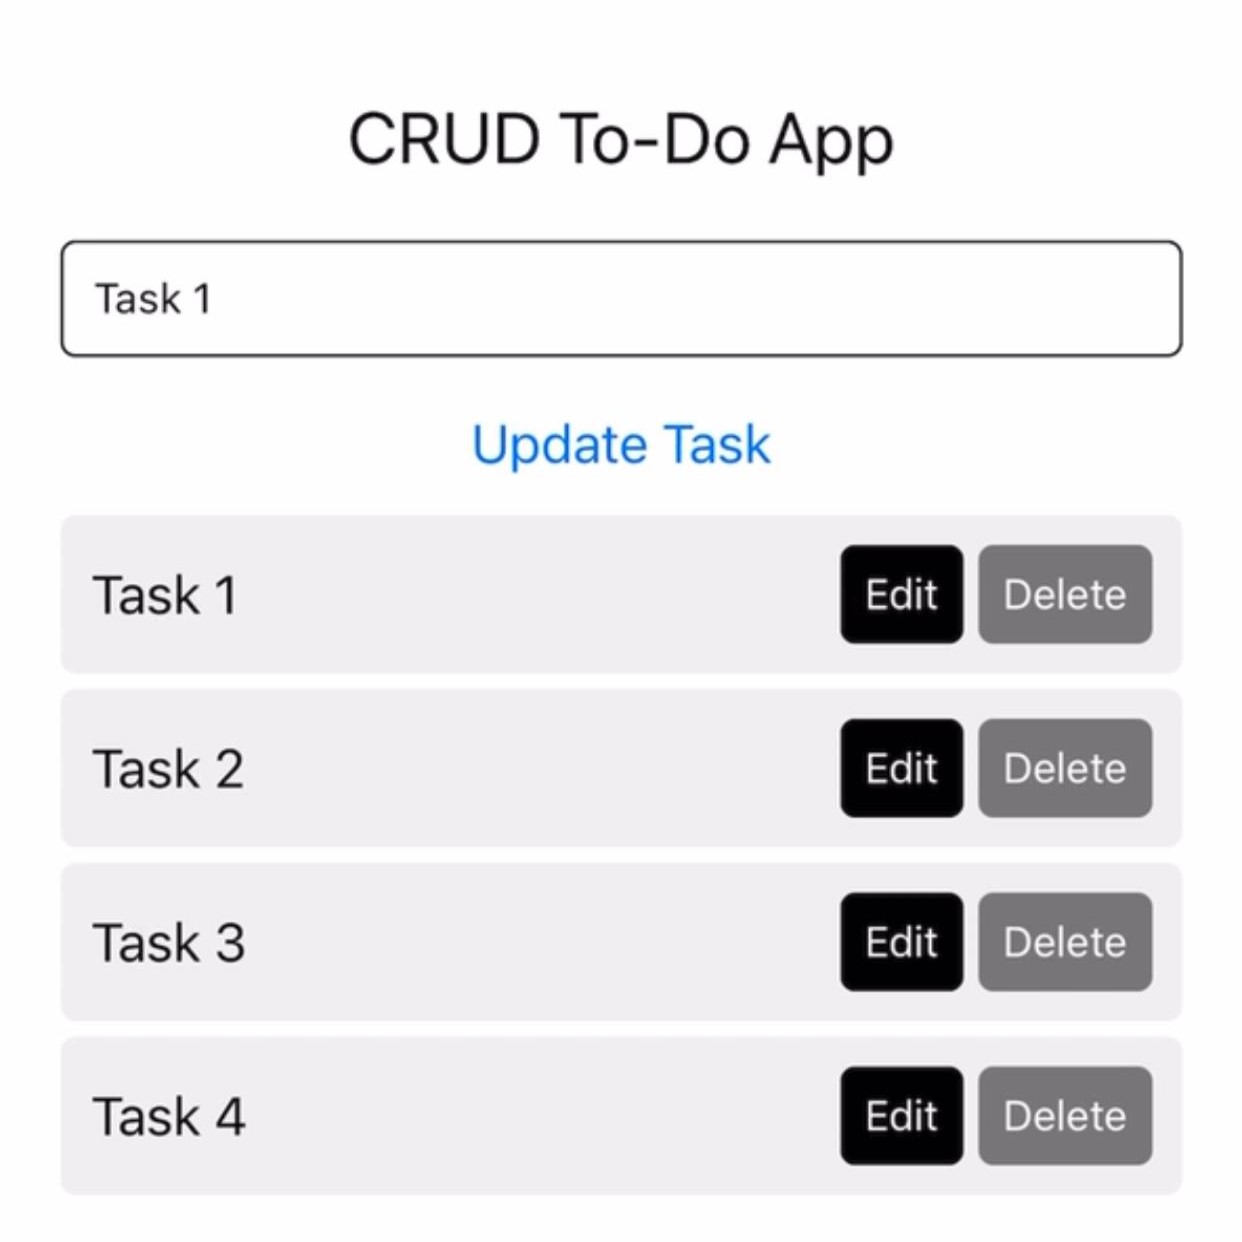 CRUD To-Do App
Task 1
Update Task
Task 1 Edit Delete
Task 2 Edit Delete
Task 3 Edit Delete
Task 4 Edit Delete